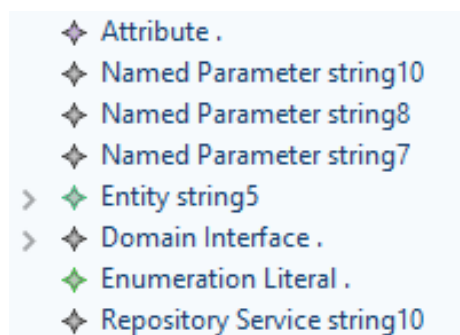 Attribute .
Named Parameter string10
Named Parameter string8
Named Parameter string7
Entity string5
Domain Interface .
Enumeration Literal .
Repository Service string10